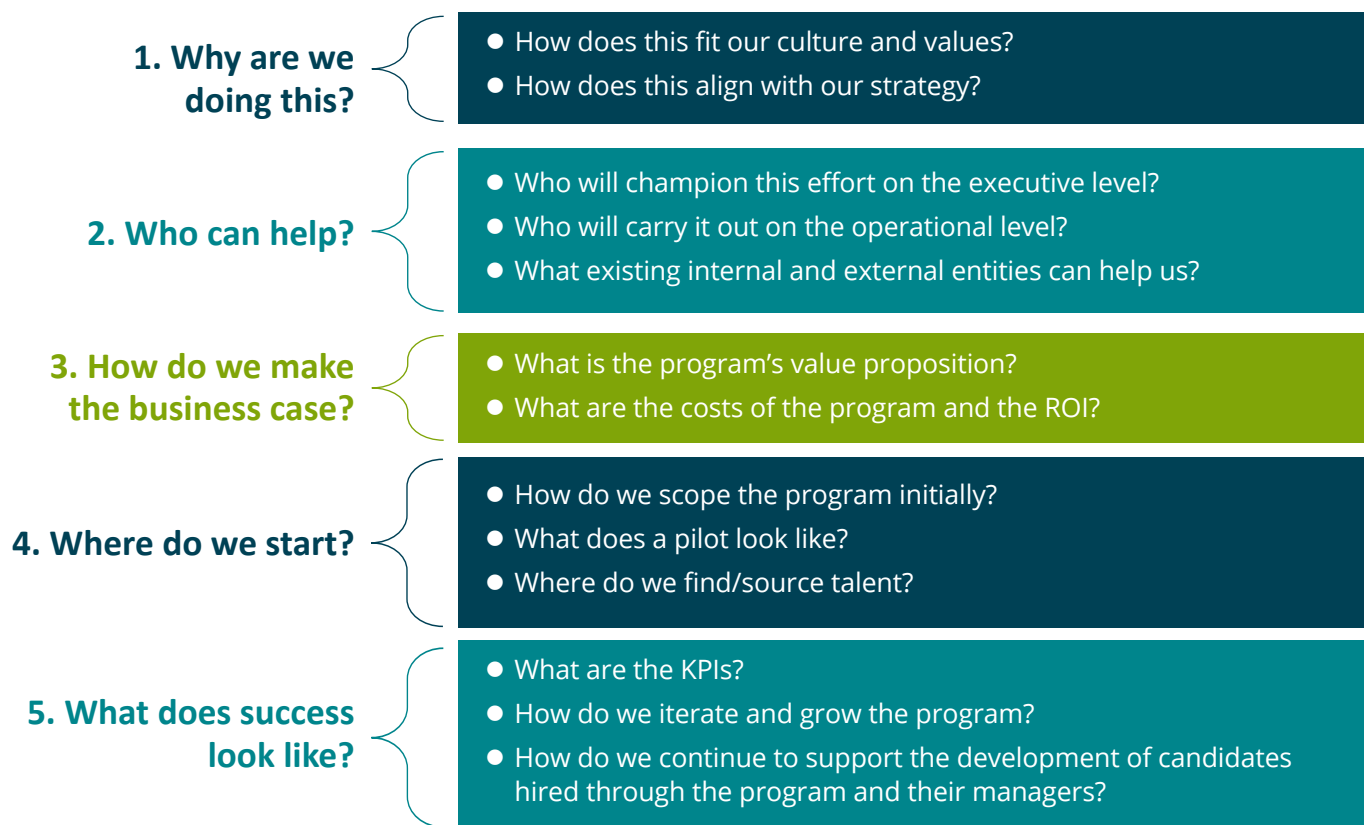 1. Why are we
doing this?
● How does this fit our culture and values?
● How does this align with our strategy?
2. Who can help?
● Who will champion this effort on the executive level?
● Who will carry it out on the operational level?
● What existing internal and external entities can help us?
3. How do we make
the business case?
● What is the program’s value proposition?
● What are the costs of the program and the ROI?
4. Where do we start?
● How do we scope the program initially?
● What does a pilot look like?
● Where do we find/source talent?
5. What does success
look like?
● What are the KPIs?
● How do we iterate and grow the program?
● How do we continue to support the development of candidates
hired through the program and their managers?